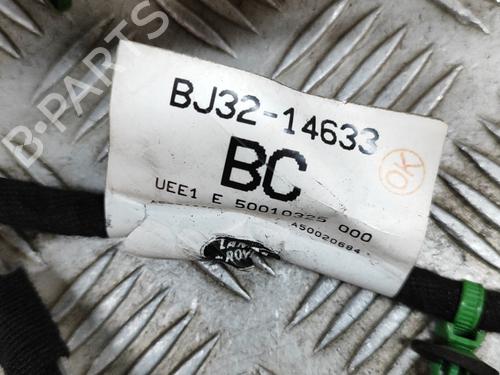 B-PARTS
BJ32-14633
BC
OK
UEE1 E 50010325 000
A50020684
LAND
ROVER